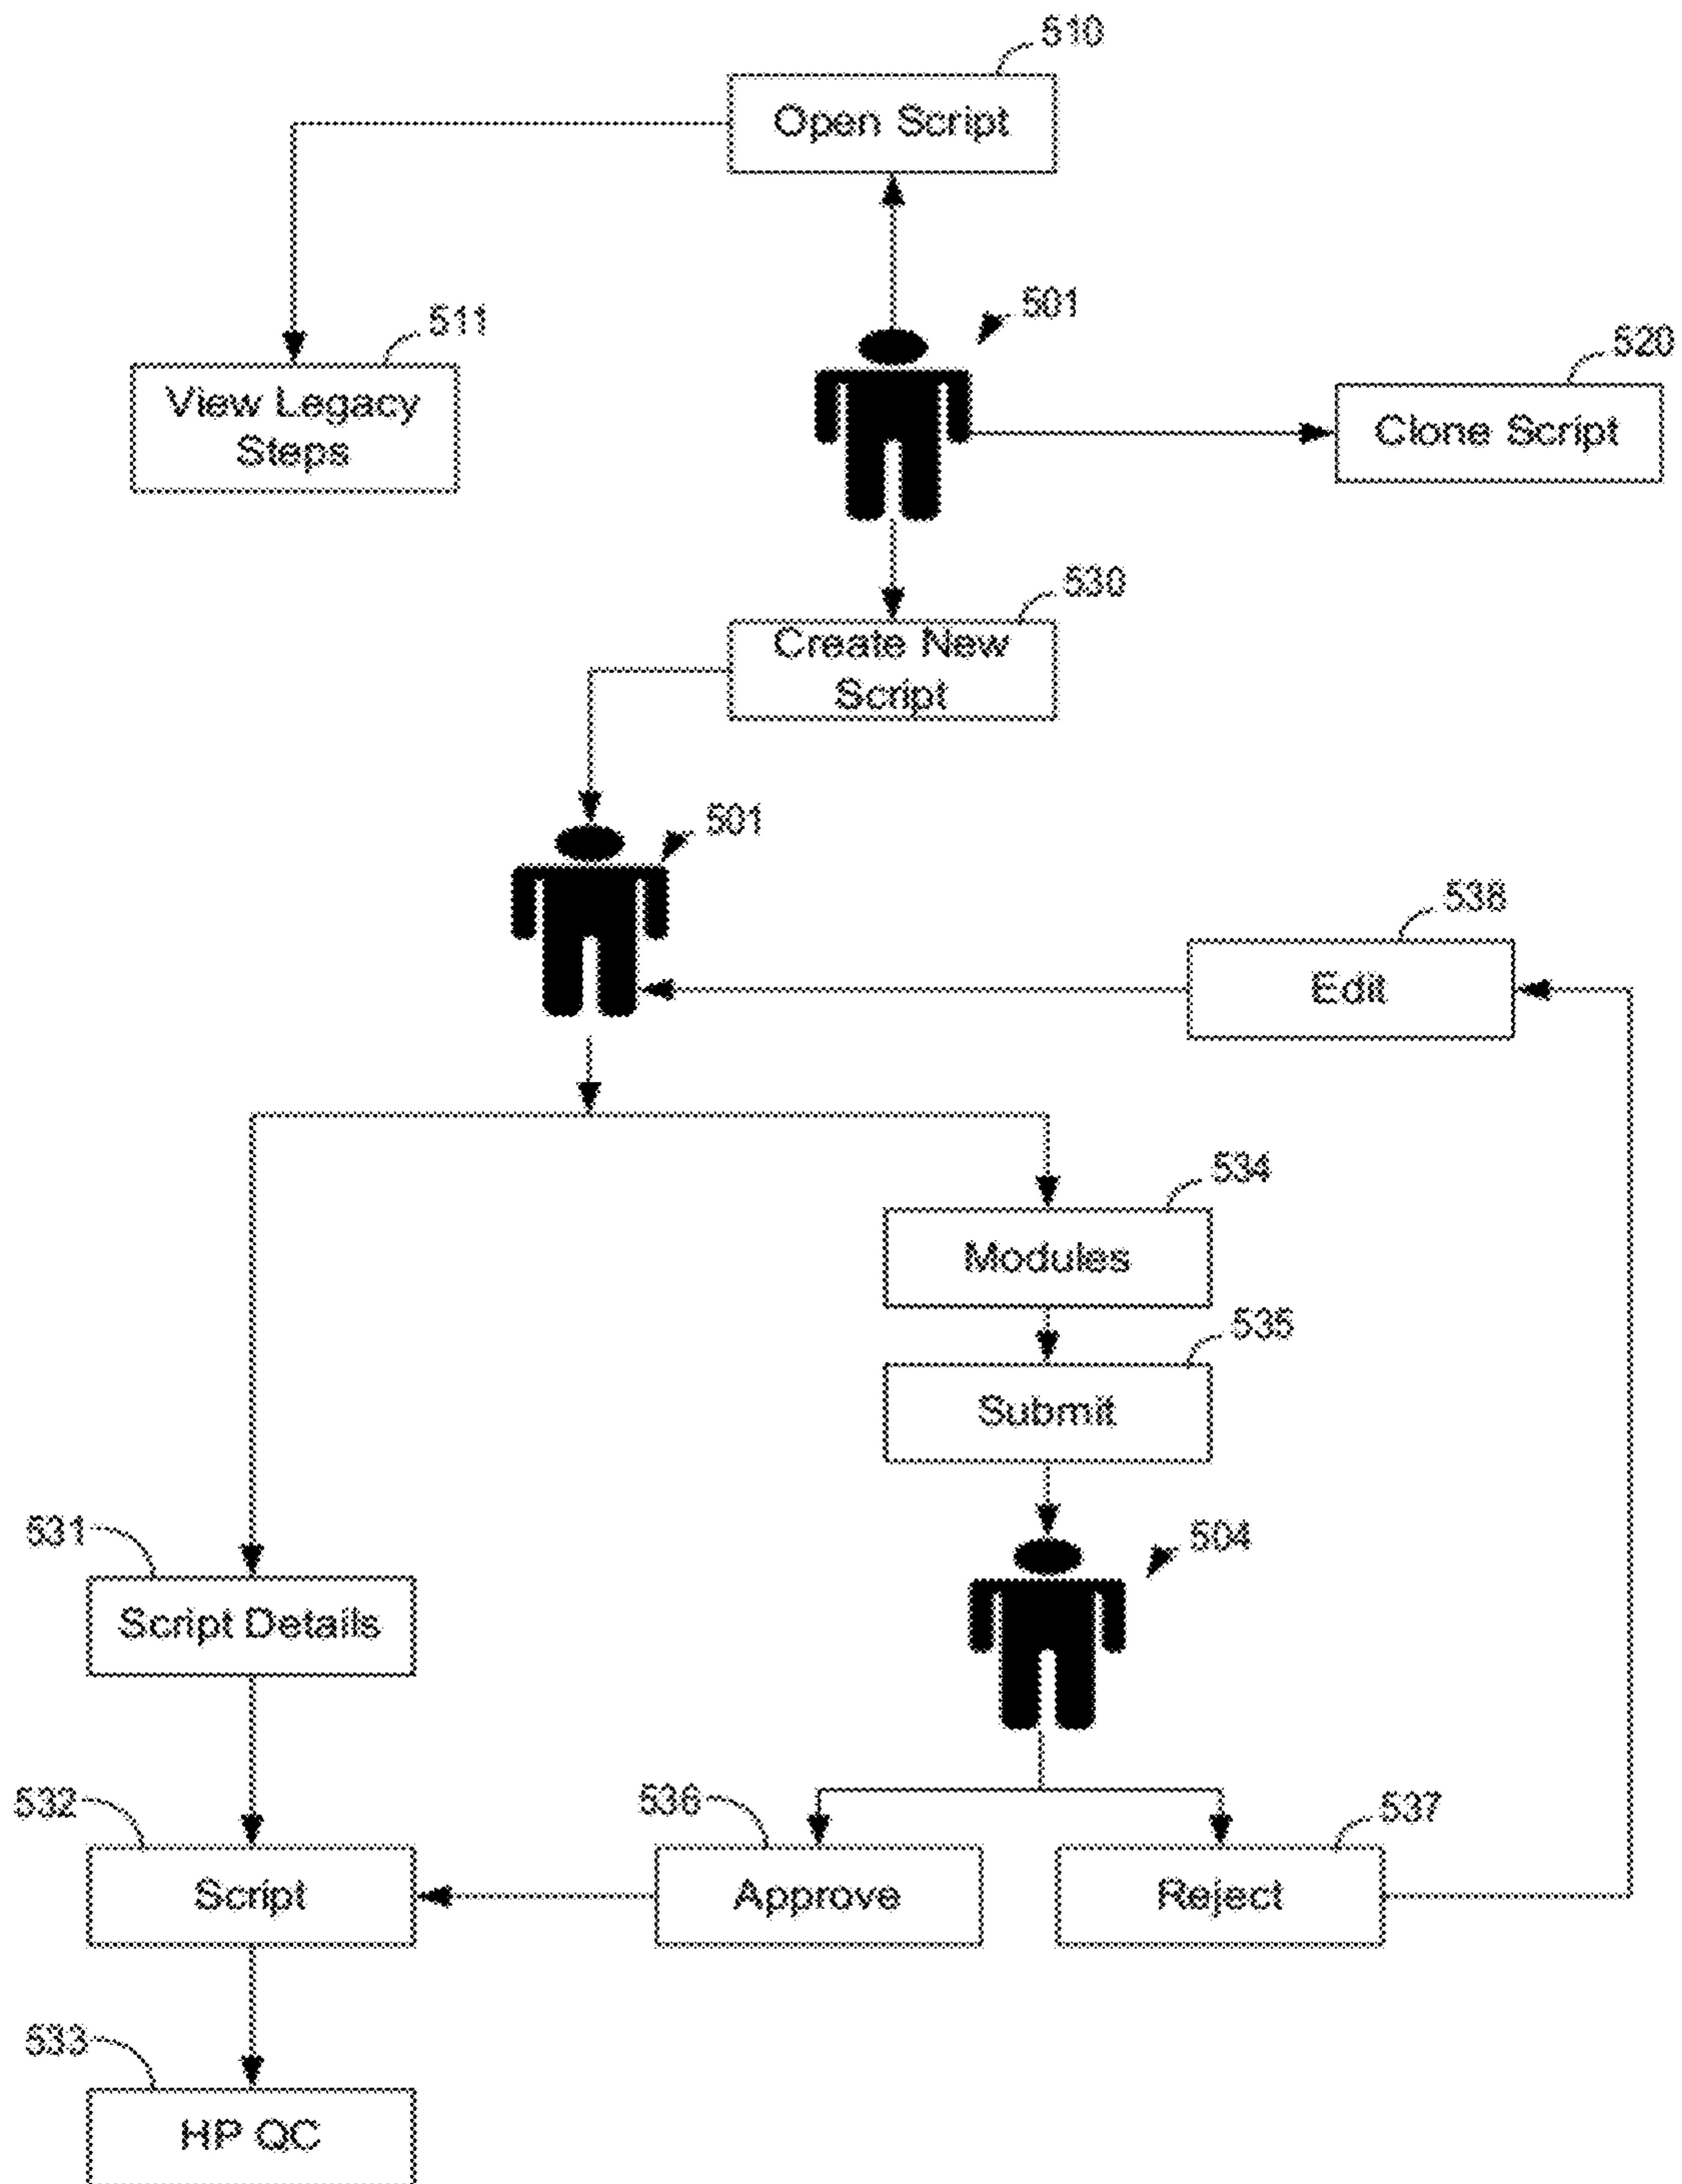 510
Open Script
501
511
View Legacy
Steps
520
Clone Script
530
Create New
Script
501
538
Edit
534
Modules
535
Submit
504
531
Script Details
532
Script
536
Approve
537
Reject
533
HP QC